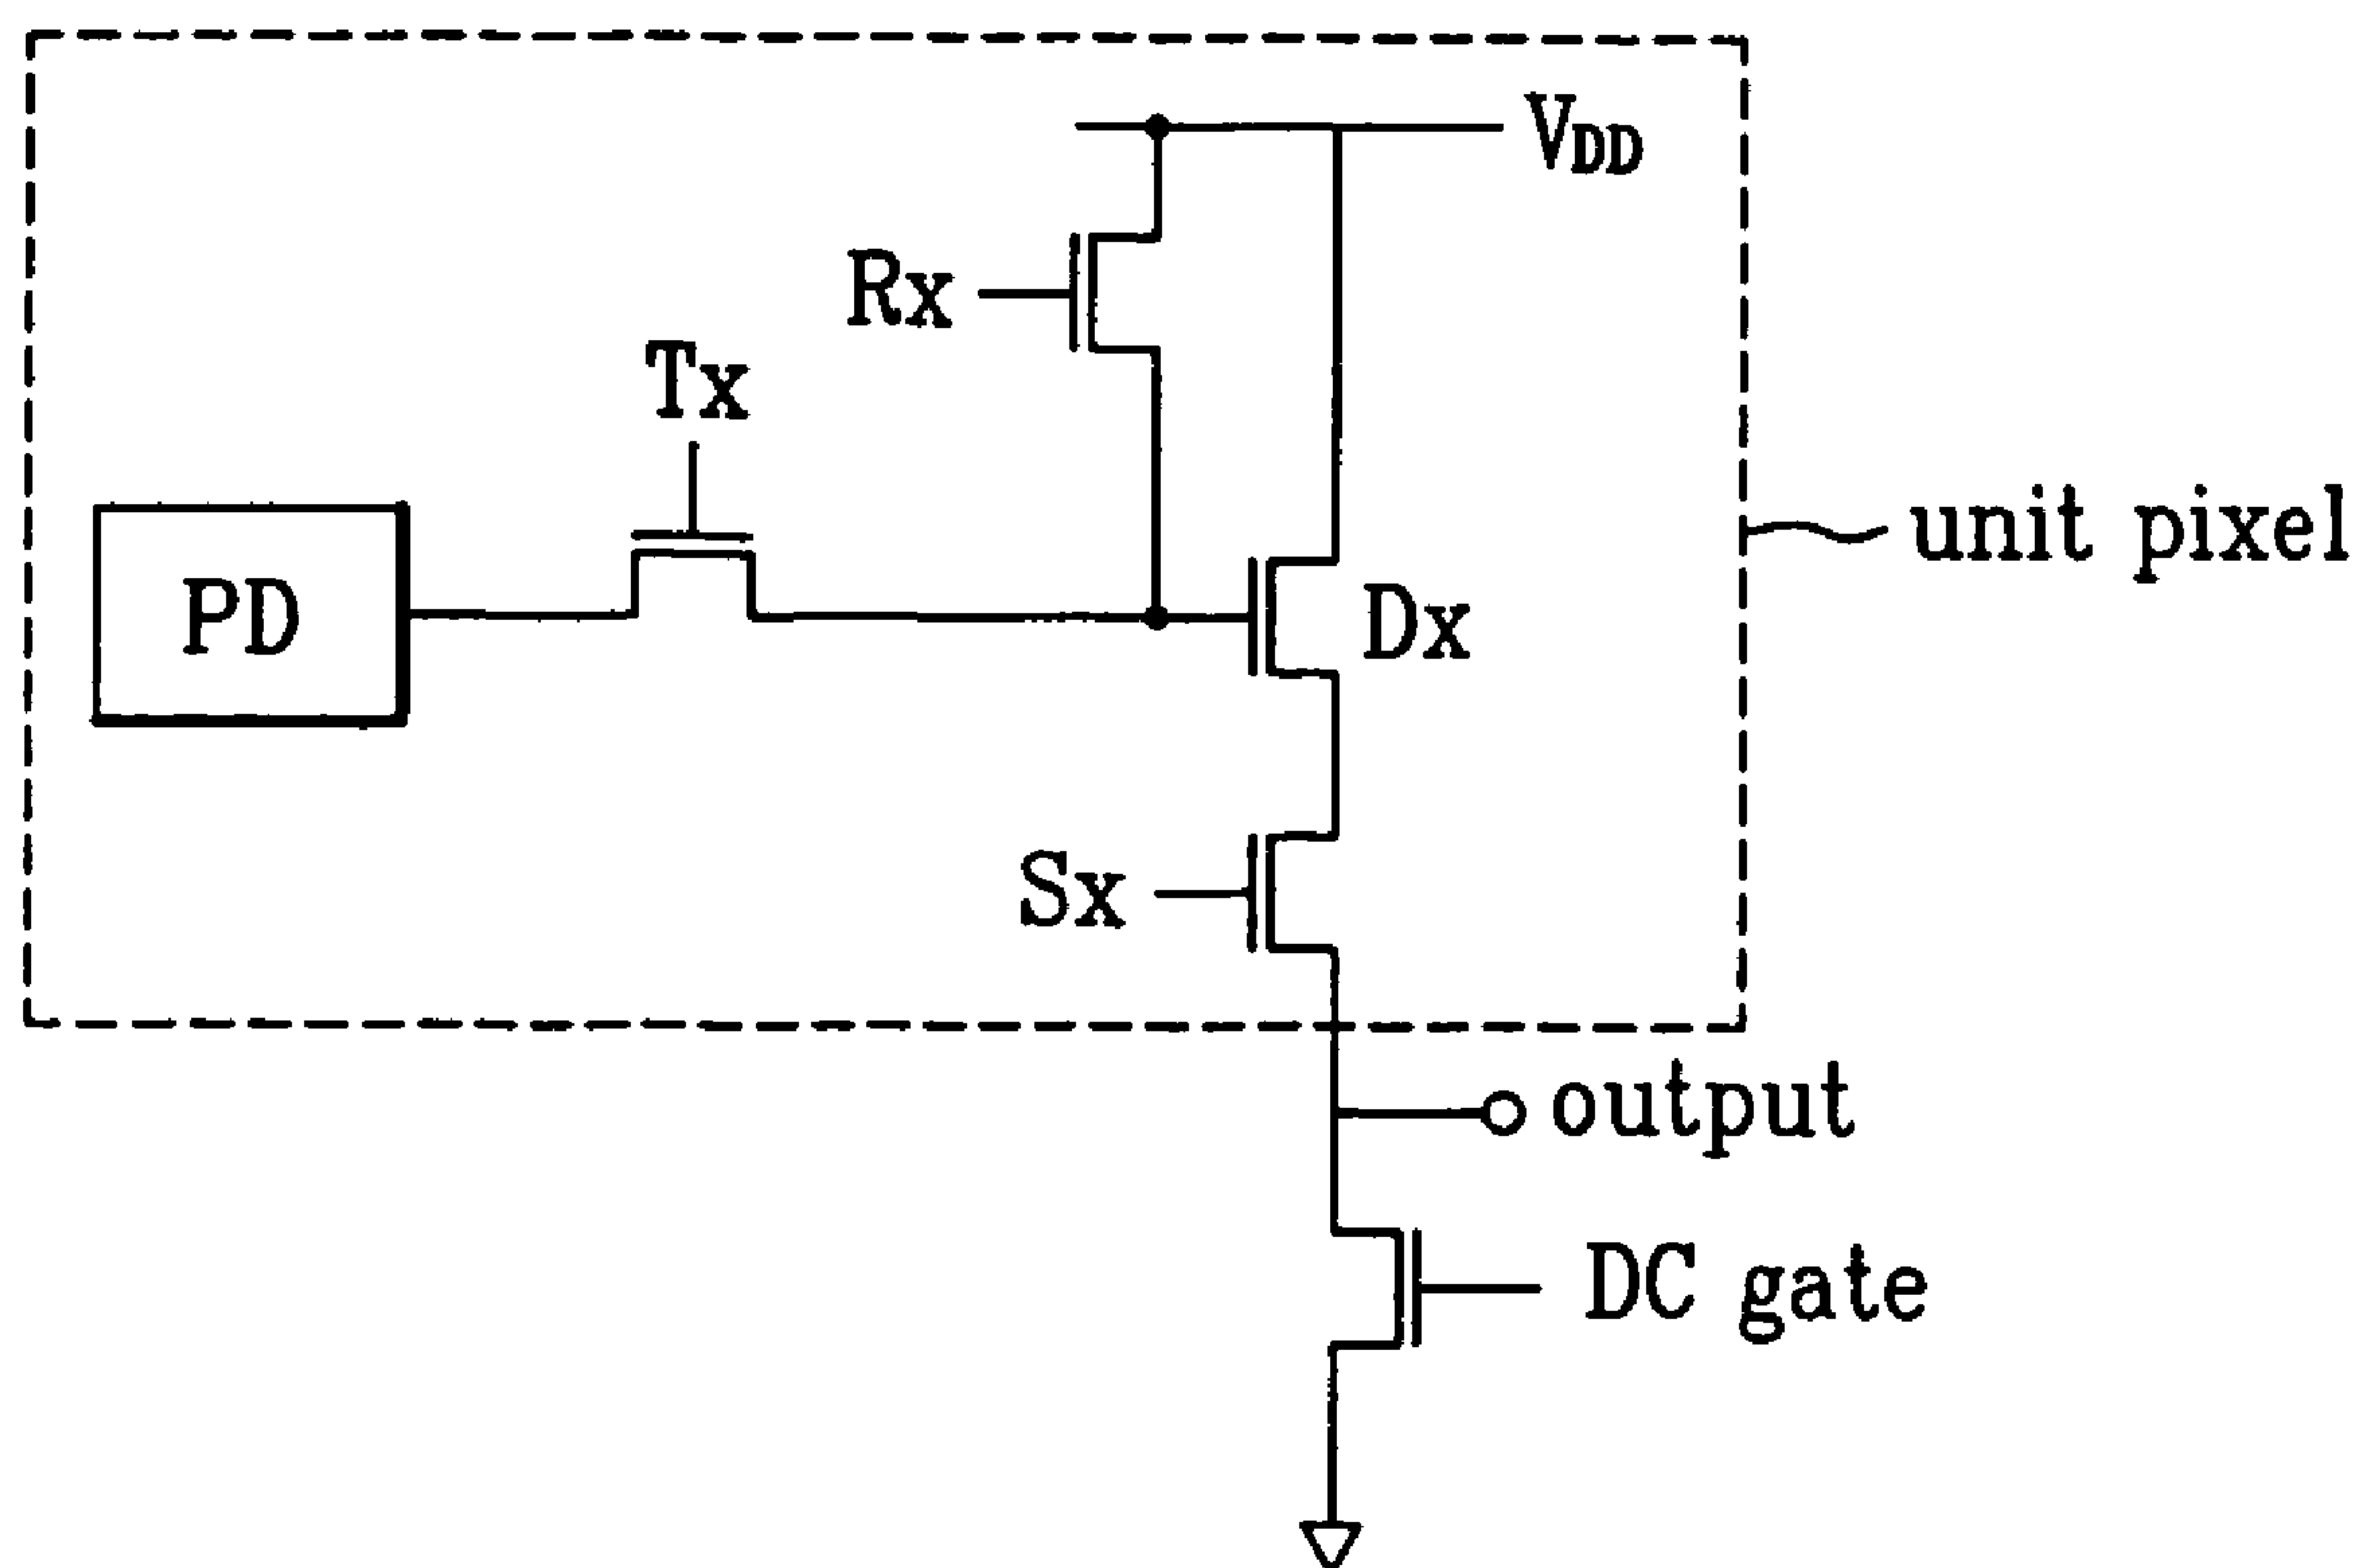 VDD
Rx
Tx
unit pixel
PD
Dx
Sx
output
DC gate